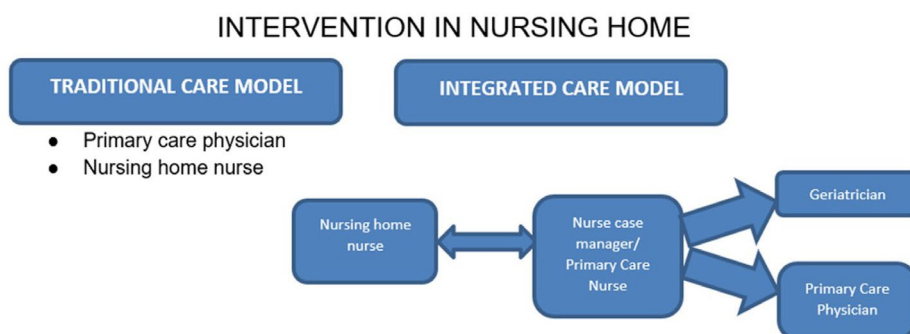 INTERVENTION IN NURSING HOME
TRADITIONAL CARE MODEL
INTEGRATED CARE MODEL
● Primary care physician
● Nursing home nurse
Nursing home
nurse
Nurse case
manager/
Primary Care
Nurse
Geriatrician
Primary Care
Physician